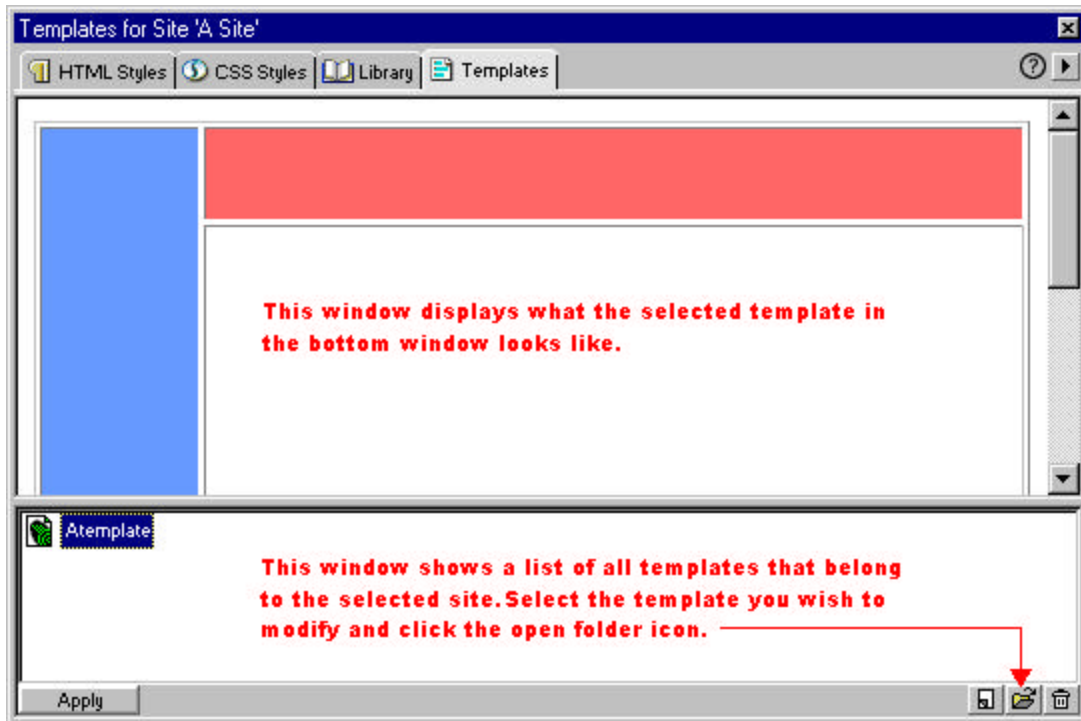 Templates for Site 'A Site'
HTML Styles CSS Styles Library Templates
This window displays what the selected template in
the bottom window looks like.
Atemplate
This window shows a list of all templates that belong
to the selected site.Select the template you wish to
modify and click the open folder icon.
Apply